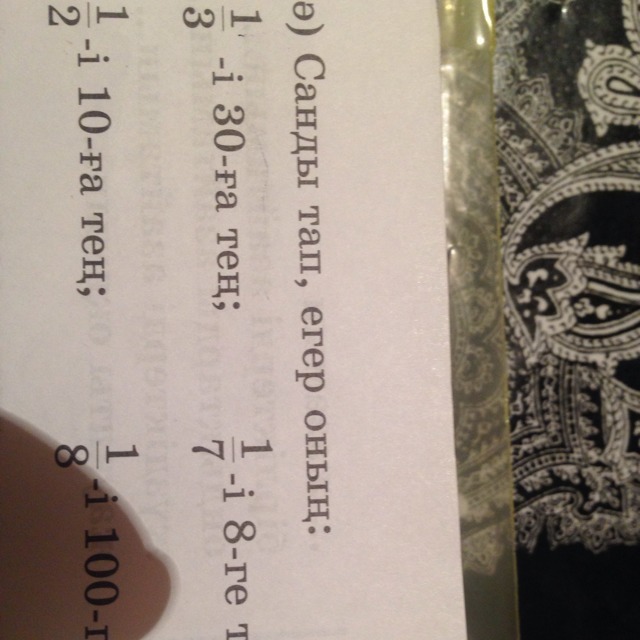 ә) Санды тап, егер оның:
1/3 -і 30-ға тең; 1/7 -і 8-ге
1/2 -і 10-ға тең; 1/8 -і 100-